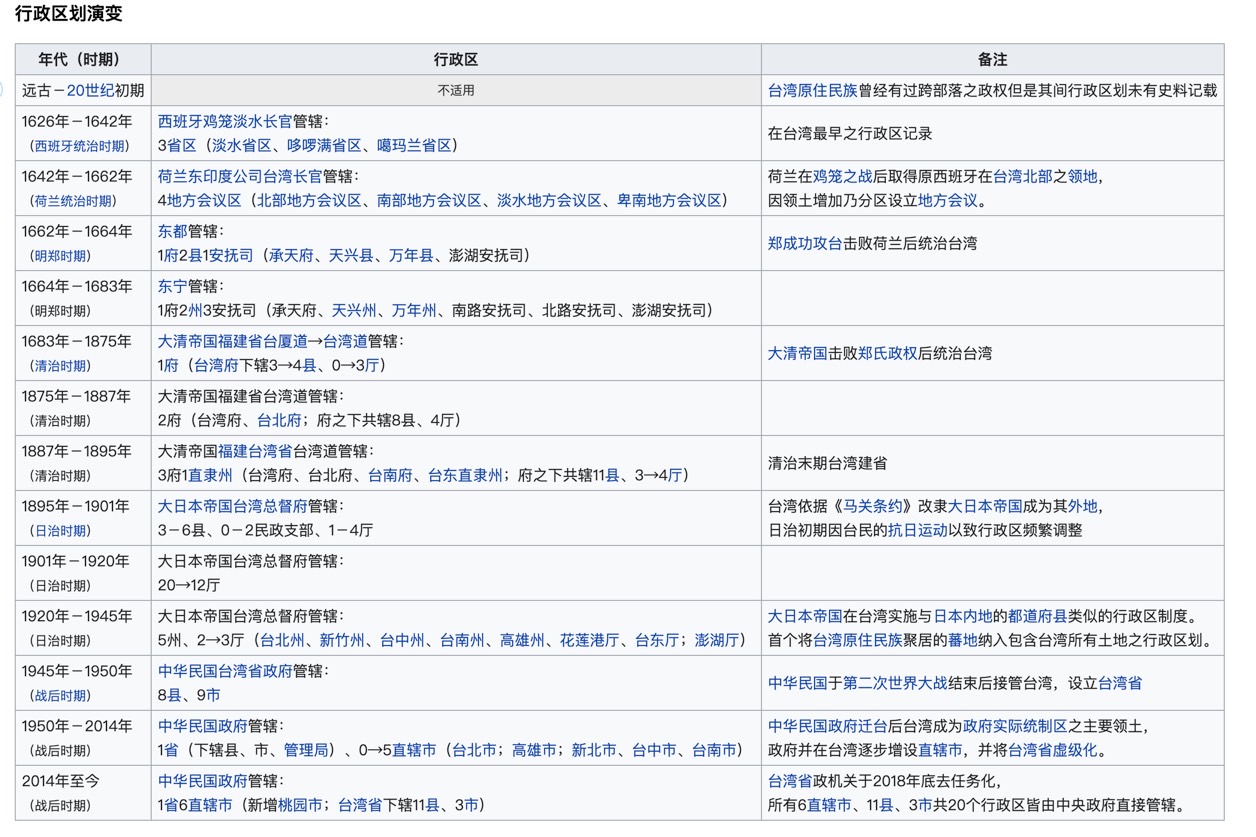 行政区划演变
年代（时期） 行政区 备注
远古－20世纪初期 不适用 台湾原住民族曾经有过跨部落之政权但是其间行政区划未有史料记载
1626年－1642年
（西班牙统治时期）
西班牙鸡笼淡水长官管辖：
3省区（淡水省区、哆啰满省区、噶玛兰省区）
在台湾最早之行政区记录
1642年－1662年
（荷兰统治时期）
荷兰东印度公司台湾长官管辖：
4地方会议区（北部地方会议区、南部地方会议区、淡水地方会议区、卑南地方会议区）
荷兰在鸡笼之战后取得原西班牙在台湾北部之领地，
因领土增加乃分区设立地方会议。
1662年－1664年
（明郑时期）
东都管辖：
1府2县1安抚司（承天府、天兴县、万年县、澎湖安抚司）
郑成功攻台击败荷兰后统治台湾
1664年－1683年
（明郑时期）
东宁管辖：
1府2州3安抚司（承天府、天兴州、万年州、南路安抚司、北路安抚司、澎湖安抚司）
1683年－1875年
（清治时期）
大清帝国福建省台厦道→台湾道管辖：
1府（台湾府下辖3→4县、0→3厅）
大清帝国击败郑氏政权后统治台湾
1875年－1887年
（清治时期）
大清帝国福建省台湾道管辖：
2府（台湾府、台北府；府之下共辖8县、4厅）
1887年－1895年
（清治时期）
大清帝国福建台湾省台湾道管辖：
3府1直隶州（台湾府、台北府、台南府、台东直隶州；府之下共辖11县、3→4厅）
清治末期台湾建省
1895年－1901年
（日治时期）
大日本帝国台湾总督府管辖：
3－6县、0－2民政支部、1－4厅
台湾依据《马关条约》改隶大日本帝国成为其外地，
日治初期因台民的抗日运动以致行政区频繁调整
1901年－1920年
（日治时期）
大日本帝国台湾总督府管辖：
20→12厅
1920年－1945年
（日治时期）
大日本帝国台湾总督府管辖：
5州、2→3厅（台北州、新竹州、台中州、台南州、高雄州、花莲港厅、台东厅；澎湖厅）
大日本帝国在台湾实施与日本内地的都道府县类似的行政区制度。
首个将台湾原住民族聚居的蕃地纳入包含台湾所有土地之行政区划。
1945年－1950年
（战后时期）
中华民国台湾省政府管辖：
8县、9市
中华民国于第二次世界大战结束后接管台湾，设立台湾省
1950年－2014年
（战后时期）
中华民国政府管辖：
1省（下辖县、市、管理局）、0→5直辖市（台北市；高雄市；新北市、台中市、台南市）
中华民国政府迁台后台湾成为政府实际统制区之主要领土，
政府并在台湾逐步增设直辖市，并将台湾省虚级化。
2014年至今
（战后时期）
中华民国政府管辖：
1省6直辖市（新增桃园市；台湾省下辖11县、3市）
台湾省政机关于2018年底去任务化，
所有6直辖市、11县、3市共20个行政区皆由中央政府直接管辖。